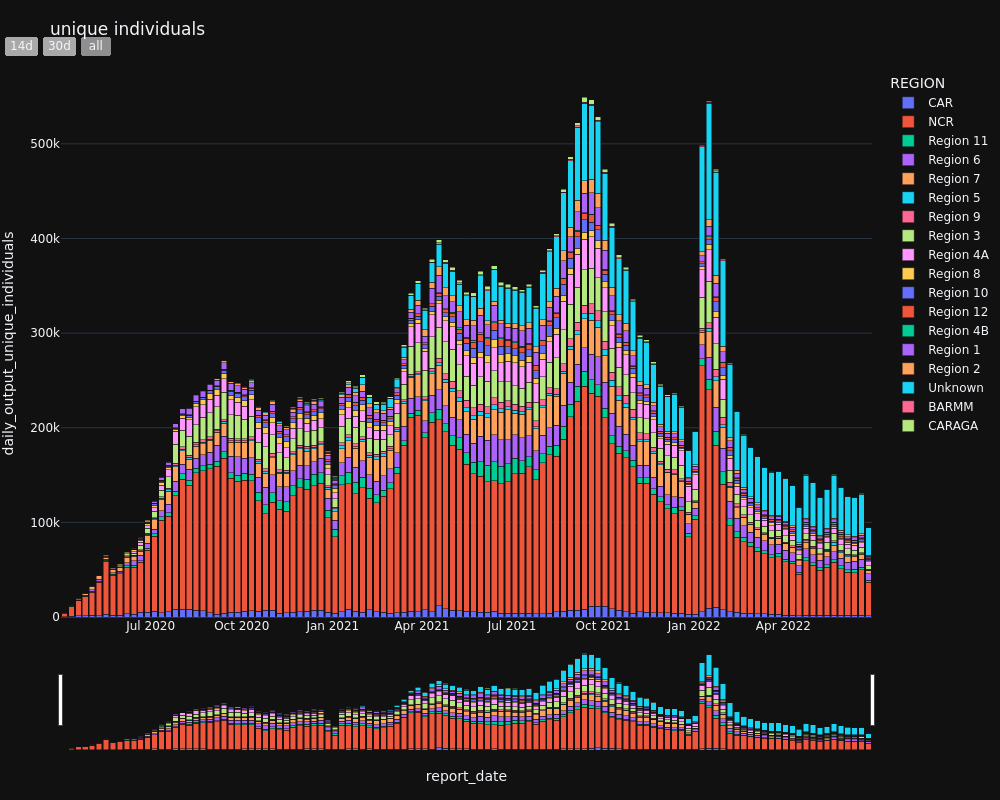 unique individuals
14d 30d all
REGION
CAR
NCR
Region 11
Region 6
Region 7
Region 5
Region 9
Region 3
Region 4A
Region 8
Region 10
Region 12
Region 4B
Region 1
Region 2
Unknown
BARMM
CARAGA
daily_output_unique_individuals
500k
400k
300k
200k
100k
0
Jul 2020 Oct 2020 Jan 2021 Apr 2021 Jul 2021 Oct 2021 Jan 2022 Apr 2022
report_date